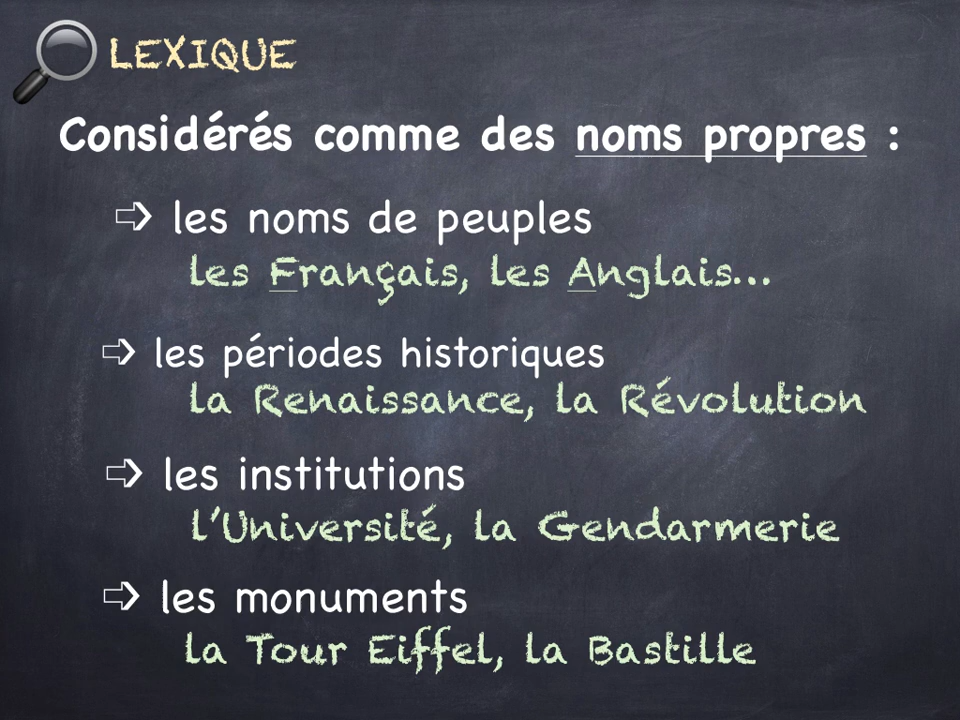 LEXIQUE
Considérés comme des noms propres :
➪ les noms de peuples
les Français, les Anglais...
➪ les périodes historiques
la Renaissance, la Révolution
➪ les institutions
l'Université, la Gendarmerie
➪ les monuments
la Tour Eiffel, la Bastille